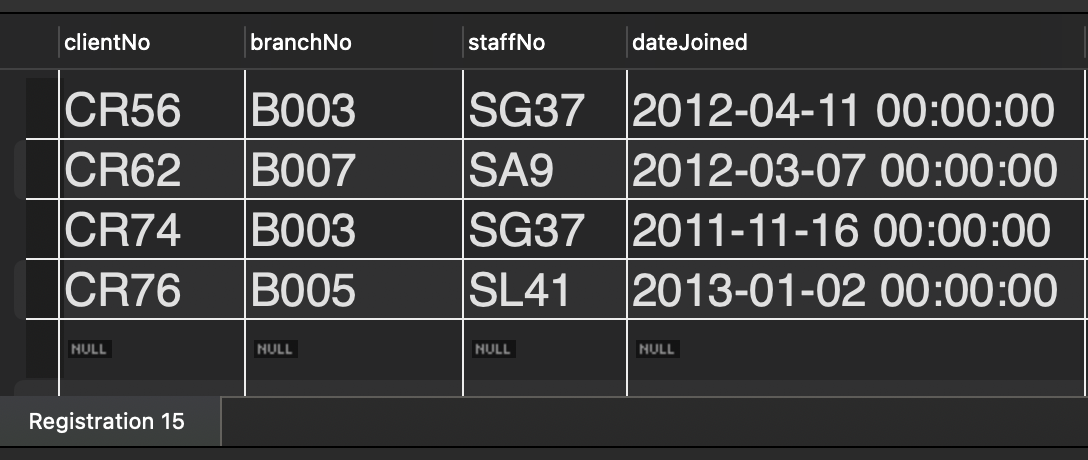 clientNo branchNo staffNo dateJoined
CR56 B003 SG37 2012-04-11 00:00:00
CR62 B007 SA9 2012-03-07 00:00:00
CR74 B003 SG37 2011-11-16 00:00:00
CR76 B005 SL41 2013-01-02 00:00:00
NULL NULL NULL NULL
Registration 15